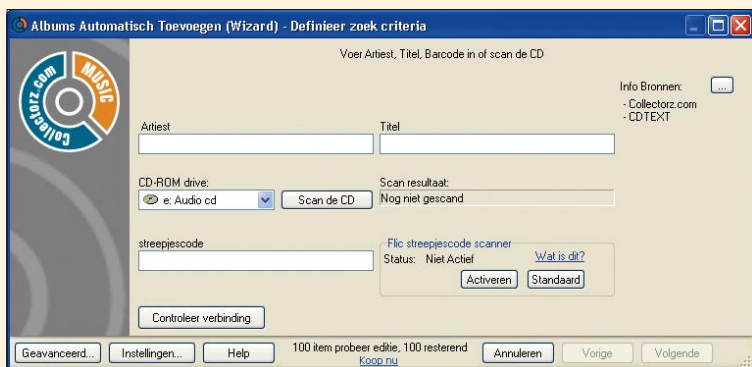 Albums Automatisch Toevoegen (Wizard) - Definieer zoek criteria
Voer Artiest, Titel, Barcode in of scan de CD
Collectorz.com MUSIC
Info Bronnen: ...
- Collectorz.com
- CDTEXT
Artiest Titel
CD-ROM drive: Scan resultaat:
e: Audio cd Scan de CD Nog niet gescand
streepjescode Flic streepjescode scanner
Status: Niet Actief Wat is dit?
Activeren Standaard
Controleer verbinding
Geavanceerd... Instellingen... Help 100 item probeer editie, 100 resterend Annuleren Vorige Volgende
Koop nu